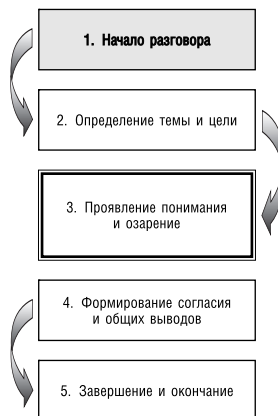 1. Начало разговора
2. Определение темы и цели
3. Проявление понимания
и озарение
4. Формирование согласия
и общих выводов
5. Завершение и окончание